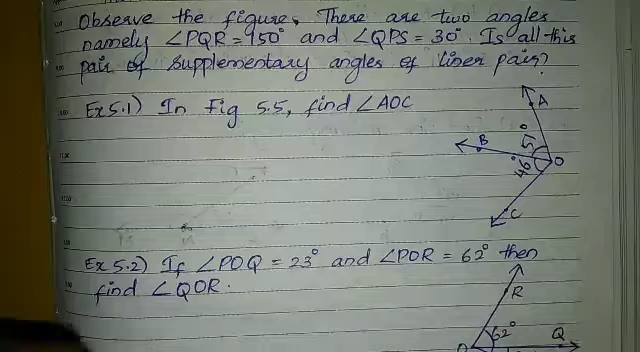 Observe the figure. There are two angles
namely ∠PQR = 150° and ∠QPS = 30°. Is all this
pair of supplementary angles of liner pair?
Ex 5.1) In Fig 5.5, find ∠AOC
A
B
51°
O
46°
C
Ex 5.2) If ∠POQ = 23° and ∠POR = 62° then
find ∠QOR.
R
62°
Q
O